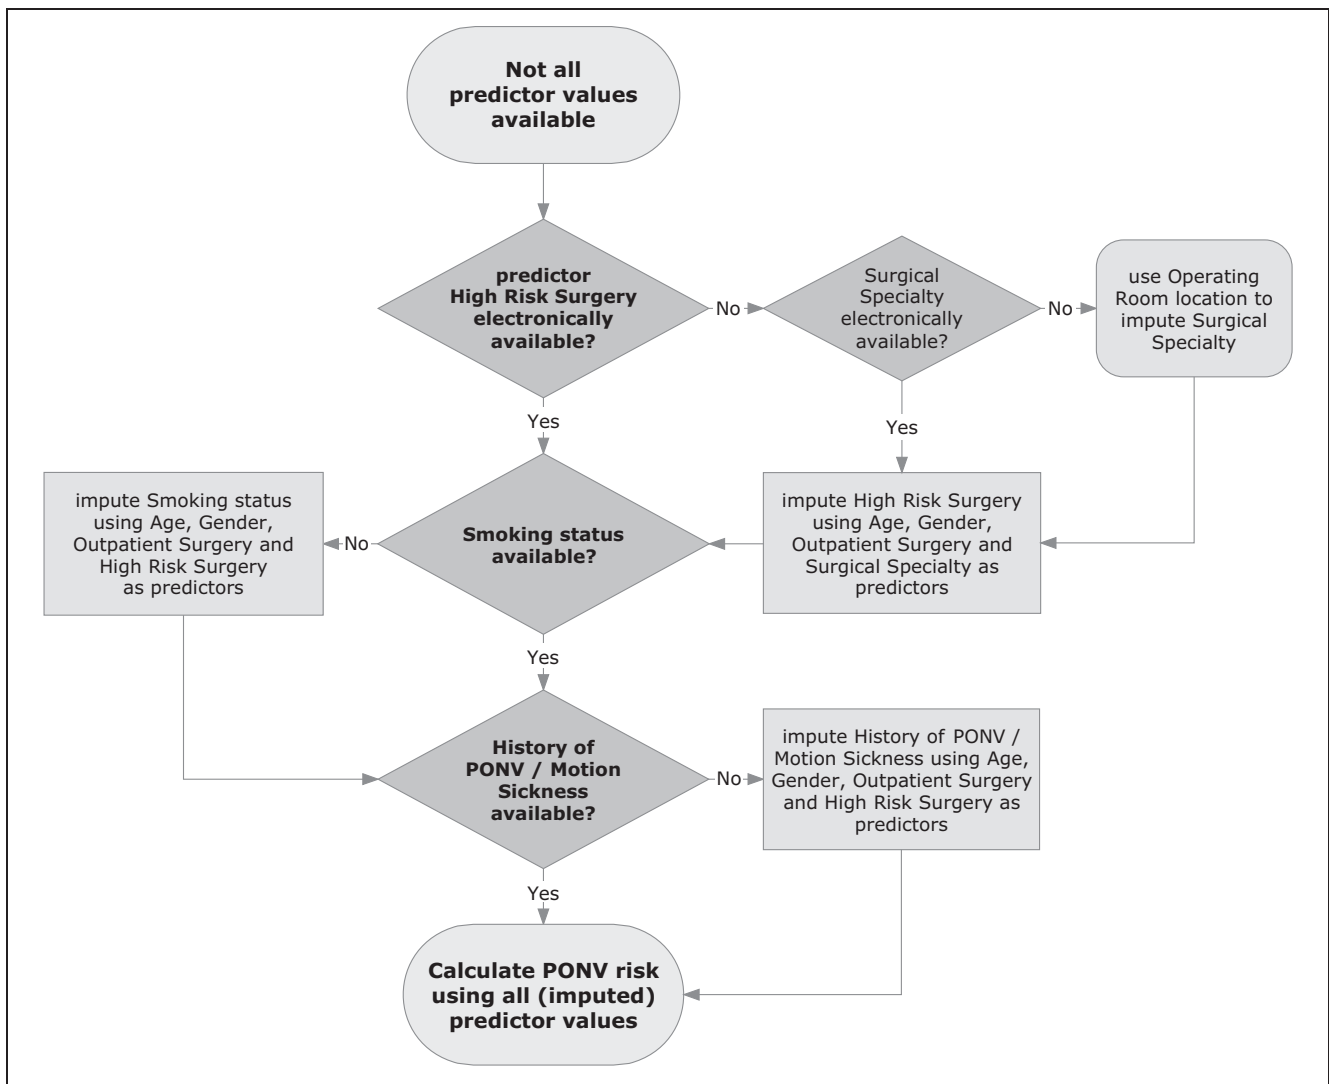 Not all
predictor values
available
predictor
High Risk Surgery
electronically
available?
No
Surgical
Specialty
electronically
available?
No
use Operating
Room location to
impute Surgical
Specialty
Yes
Yes
impute Smoking status
using Age, Gender,
Outpatient Surgery and
High Risk Surgery
as predictors
No
Smoking status
available?
impute High Risk Surgery
using Age, Gender,
Outpatient Surgery and
Surgical Specialty as
predictors
Yes
History of
PONV / Motion
Sickness
available?
No
impute History of PONV /
Motion Sickness using Age,
Gender, Outpatient Surgery
and High Risk Surgery as
predictors
Yes
Calculate PONV risk
using all (imputed)
predictor values